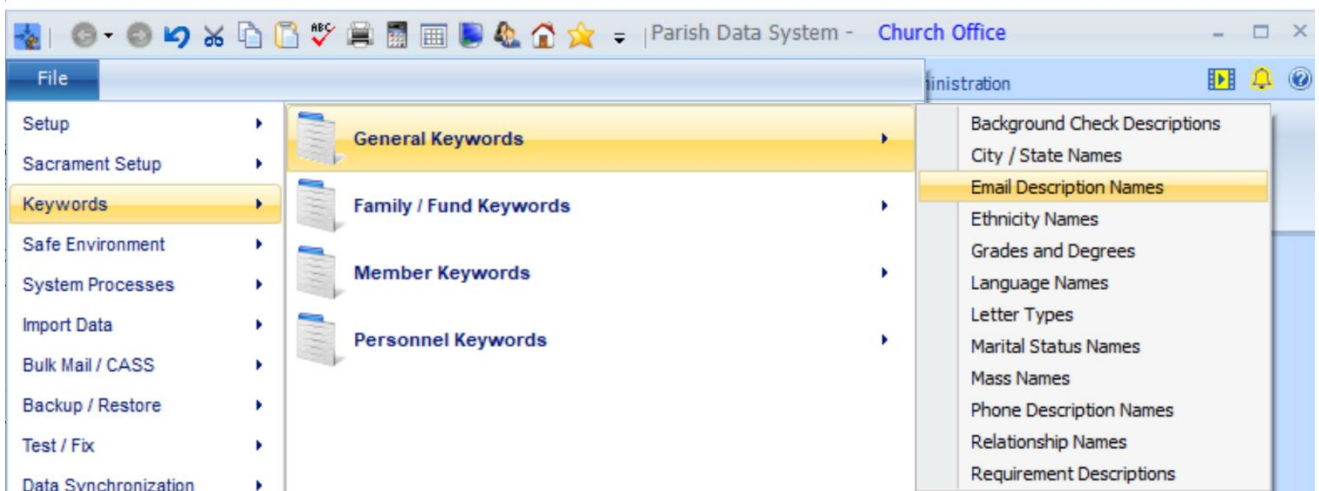 ABC
Parish Data System - Church Office
File
inistration
Setup
Sacrament Setup
Keywords
Safe Environment
System Processes
Import Data
Bulk Mail / CASS
Backup / Restore
Test / Fix
Data Synchronization
General Keywords
Family / Fund Keywords
Member Keywords
Personnel Keywords
Background Check Descriptions
City / State Names
Email Description Names
Ethnicity Names
Grades and Degrees
Language Names
Letter Types
Marital Status Names
Mass Names
Phone Description Names
Relationship Names
Requirement Descriptions